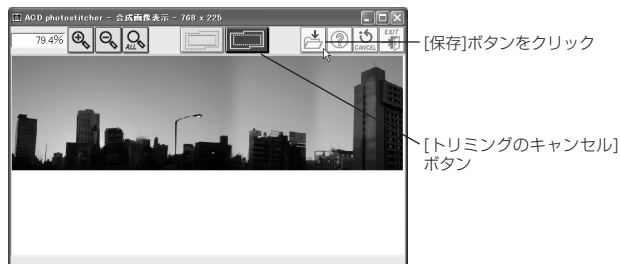 ACD photostitcher - 合成画像表示 - 768 x 225
79.4%
ALL
CANCEL
EXIT
[保存]ボタンをクリック
[トリミングのキャンセル]
ボタン